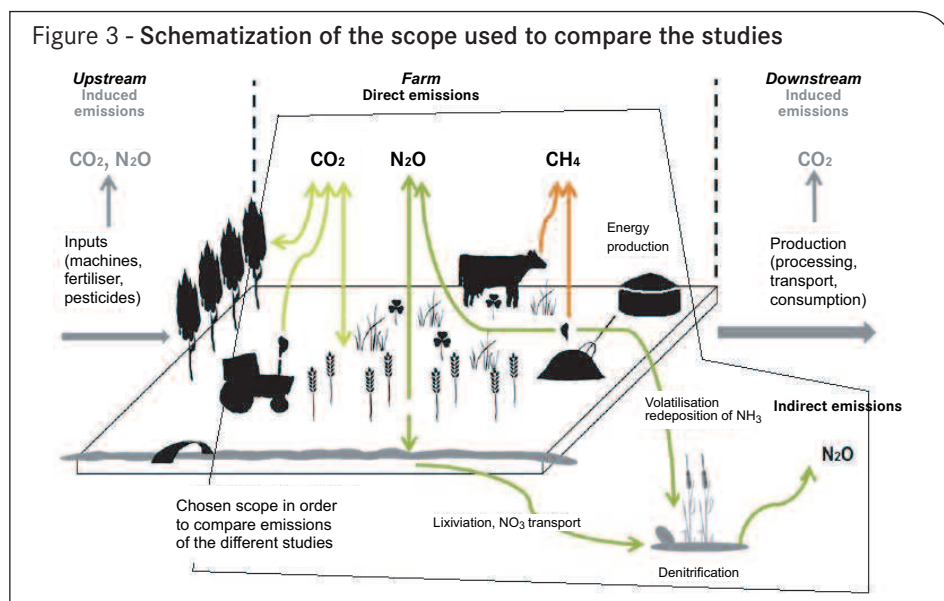 Figure 3 - Schematization of the scope used to compare the studies
Upstream
Induced
emissions
Farm
Direct emissions
Downstream
Induced
emissions
CO2, N2O
CO2
N2O
CH4
CO2
Inputs
(machines,
fertiliser,
pesticides)
Energy
production
Production
(processing,
transport,
consumption)
Volatilisation
redeposition of NH3
Indirect emissions
N2O
Chosen scope in order
to compare emissions
of the different studies
Lixiviation, NO3 transport
Denitrification